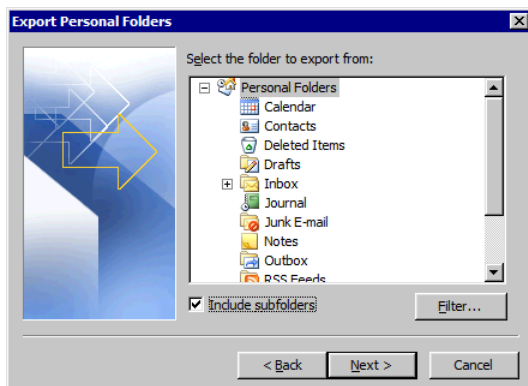 Export Personal Folders
Select the folder to export from:
Personal Folders
Calendar
Contacts
Deleted Items
Drafts
Inbox
Journal
Junk E-mail
Notes
Outbox
RSS Feeds
Include subfolders
Filter...
< Back
Next >
Cancel